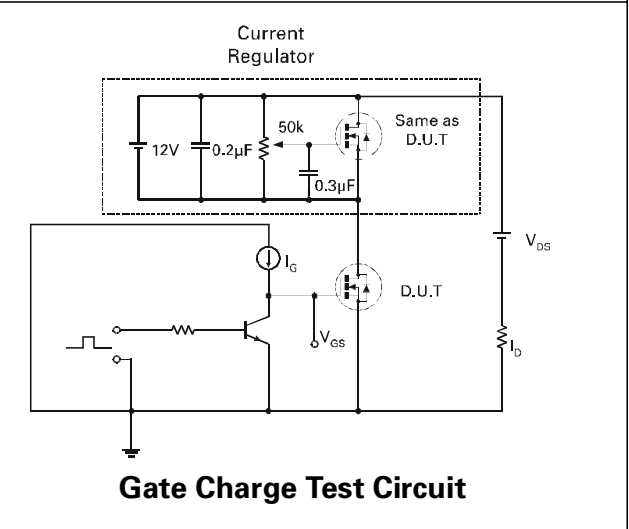 Current
Regulator
50k
Same as
D.U.T
12V
0.2µF
0.3µF
V_DS
I_G
D.U.T
V_GS
I_D
Gate Charge Test Circuit